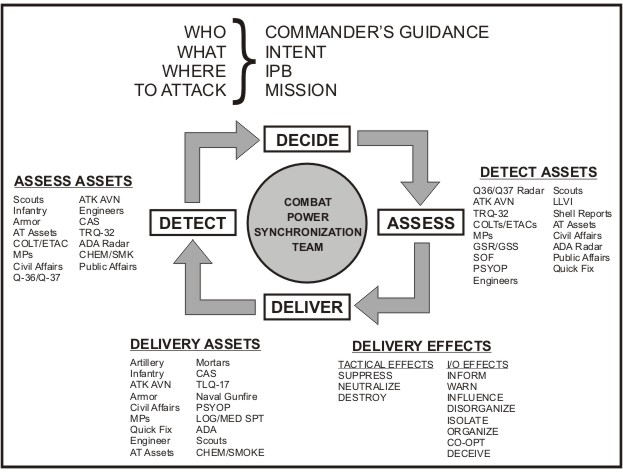 WHO
WHAT
WHERE
TO ATTACK
COMMANDER'S GUIDANCE
INTENT
IPB
MISSION
DECIDE
ASSESS ASSETS
Scouts
Infantry
Armor
AT Assets
COLT/ETAC
MPs
Civil Affairs
Q-36/Q-37
ATK AVN
Engineers
CAS
TRQ-32
ADA Radar
CHEM/SMK
Public Affairs
DETECT
COMBAT
POWER
SYNCHRONIZATION
TEAM
ASSESS
DETECT ASSETS
Q36/Q37 Radar
ATK AVN
TRQ-32
COLTs/ETACs
MPs
GSR/GSS
SOF
PSYOP
Engineers
Scouts
LLVI
Shell Reports
AT Assets
Civil Affairs
ADA Radar
Public Affairs
Quick Fix
DELIVER
DELIVERY ASSETS
Artillery
Infantry
ATK AVN
Armor
Civil Affairs
MPs
Quick Fix
Engineer
AT Assets
Mortars
CAS
TLQ-17
Naval Gunfire
PSYOP
LOG/MED SPT
ADA
Scouts
CHEM/SMOKE
DELIVERY EFFECTS
TACTICAL EFFECTS
SUPPRESS
NEUTRALIZE
DESTROY
I/O EFFECTS
INFORM
WARN
INFLUENCE
DISORGANIZE
ISOLATE
ORGANIZE
CO-OPT
DECEIVE